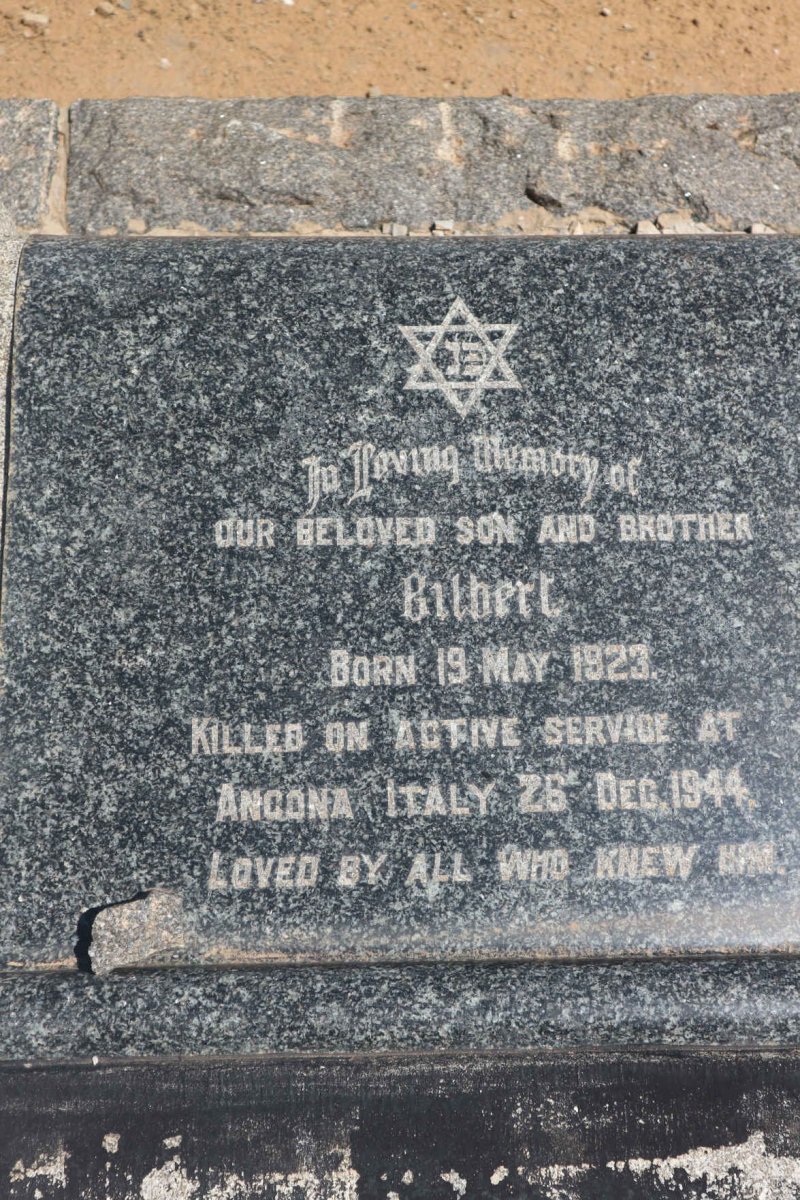 פנ
In Loving Memory of
OUR BELOVED SON AND BROTHER
Gilbert
BORN 19 MAY 1923.
KILLED ON ACTIVE SERVICE AT
ANCONA ITALY 26 DEC. 1944.
LOVED BY ALL WHO KNEW HIM.